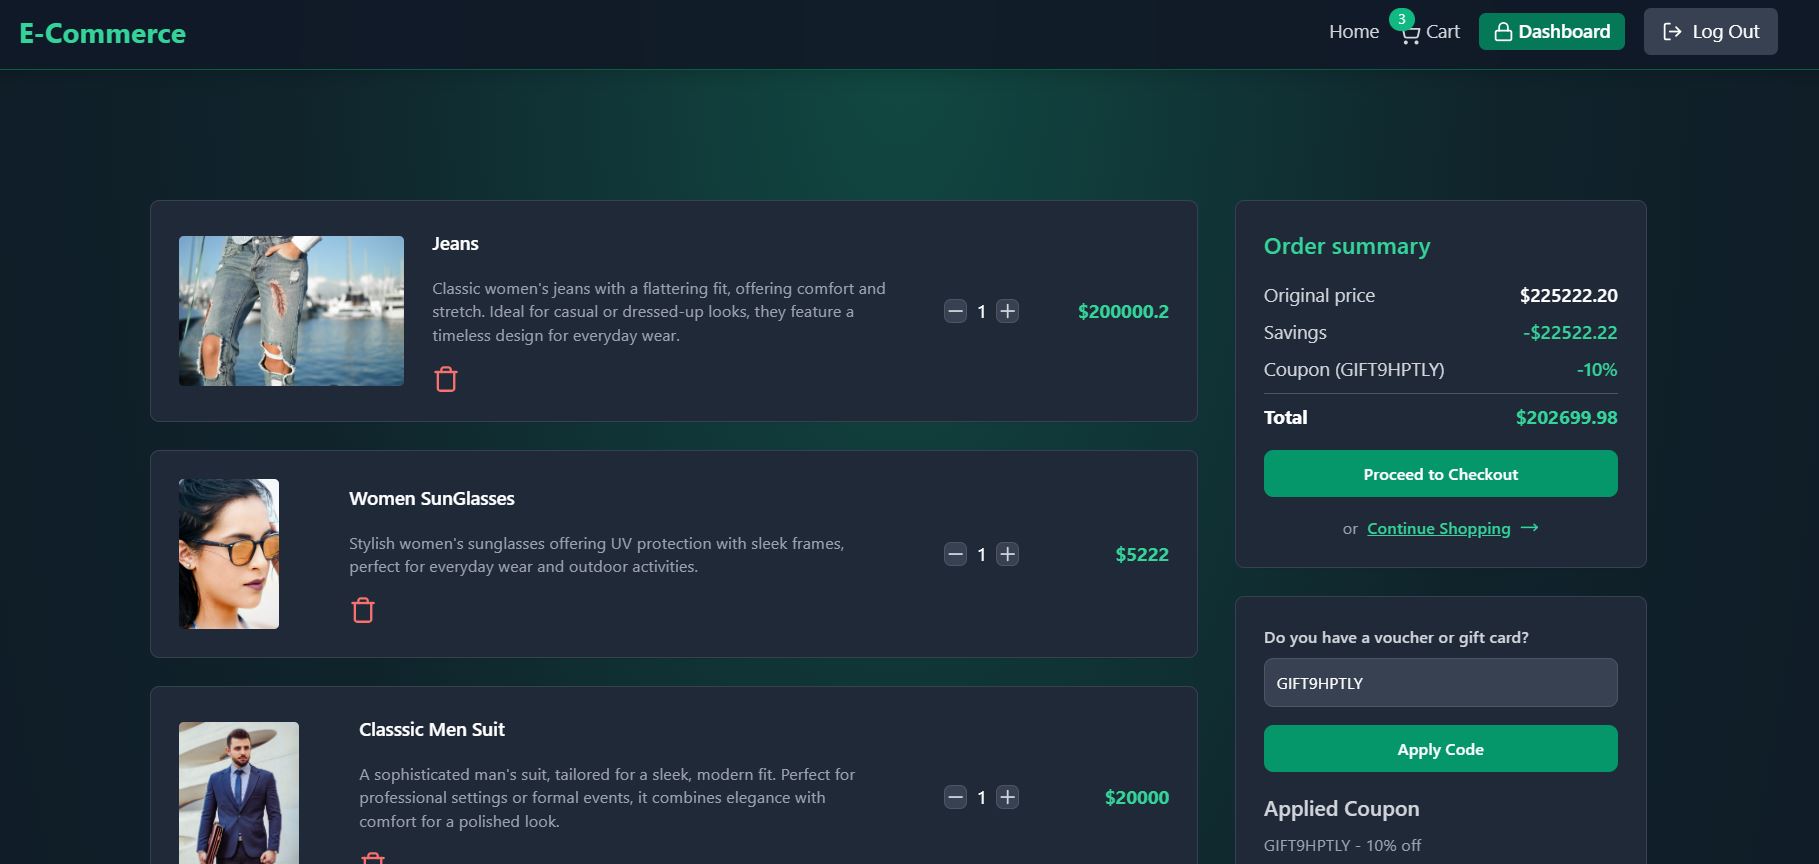 E-Commerce
Home
3
Cart
Dashboard
Log Out
Jeans
Classic women's jeans with a flattering fit, offering comfort and
stretch. Ideal for casual or dressed-up looks, they feature a
timeless design for everyday wear.
1
$200000.2
Women SunGlasses
Stylish women's sunglasses offering UV protection with sleek frames,
perfect for everyday wear and outdoor activities.
1
$5222
Classsic Men Suit
A sophisticated man's suit, tailored for a sleek, modern fit. Perfect for
professional settings or formal events, it combines elegance with
comfort for a polished look.
1
$20000
Order summary
Original price $225222.20
Savings -$22522.22
Coupon (GIFT9HPTLY) -10%
Total $202699.98
Proceed to Checkout
or Continue Shopping
Do you have a voucher or gift card?
GIFT9HPTLY
Apply Code
Applied Coupon
GIFT9HPTLY - 10% off